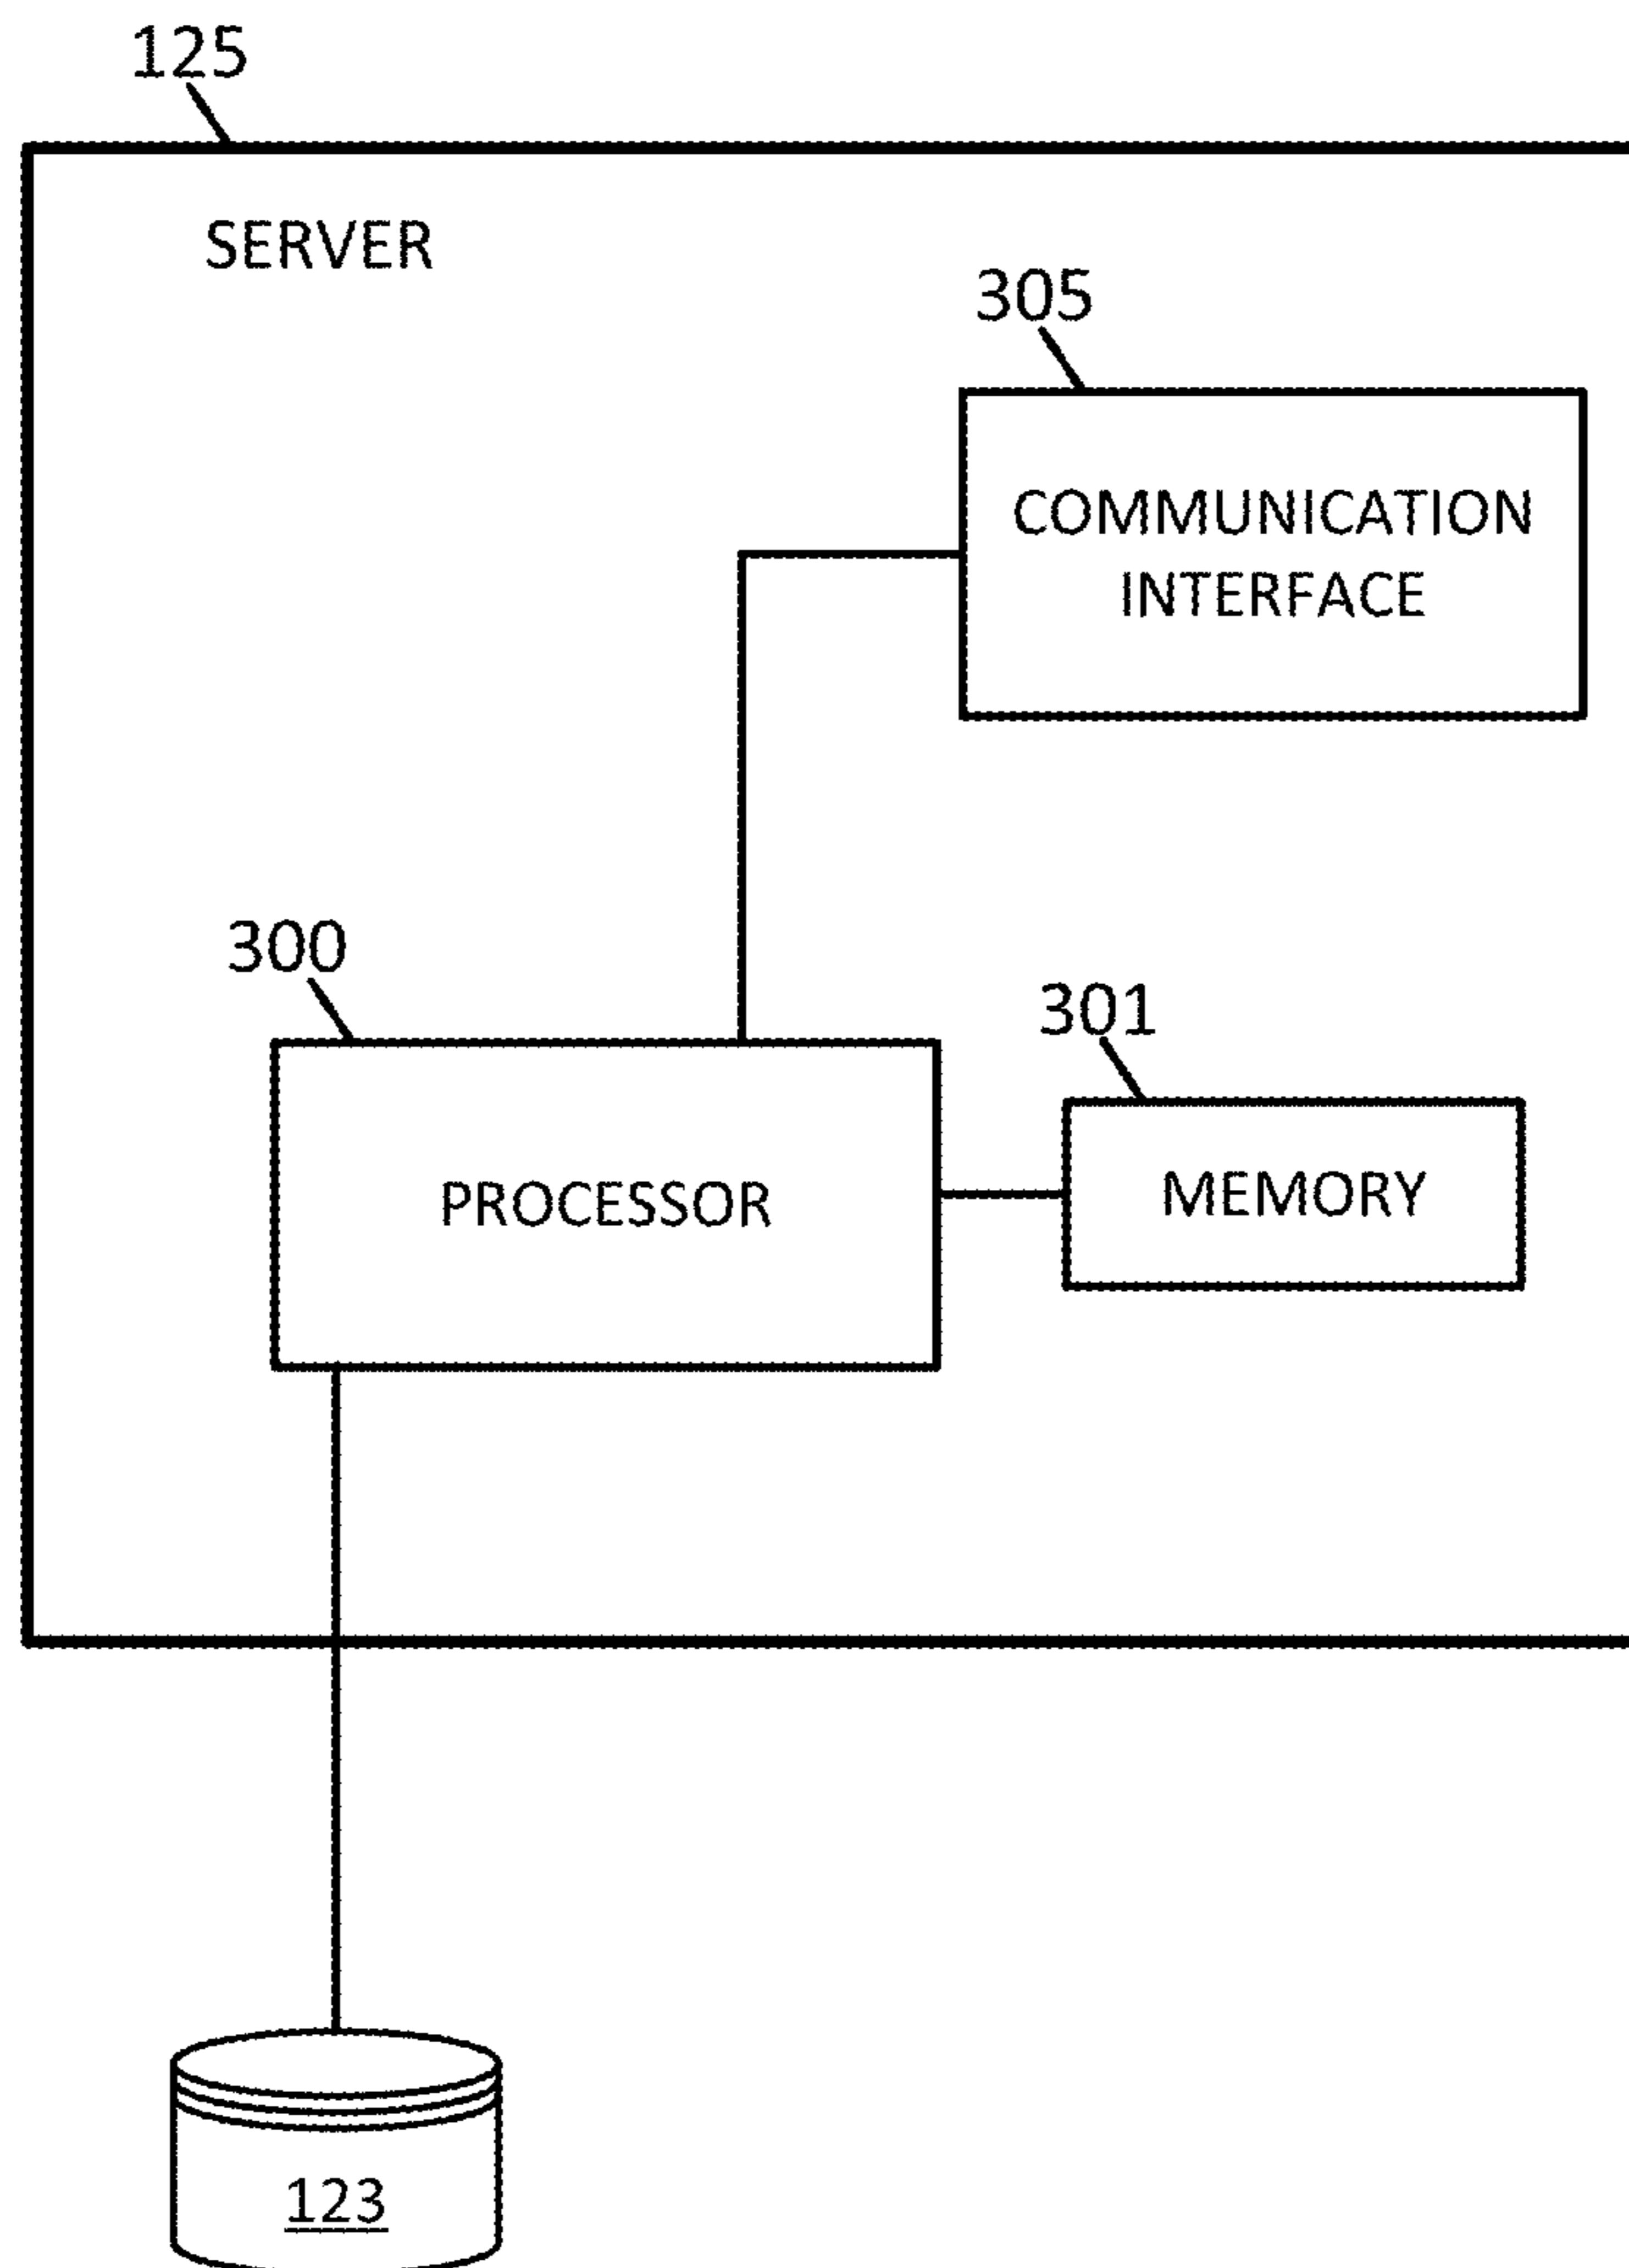 125
SERVER
305
COMMUNICATION
INTERFACE
300
301
PROCESSOR
MEMORY
123